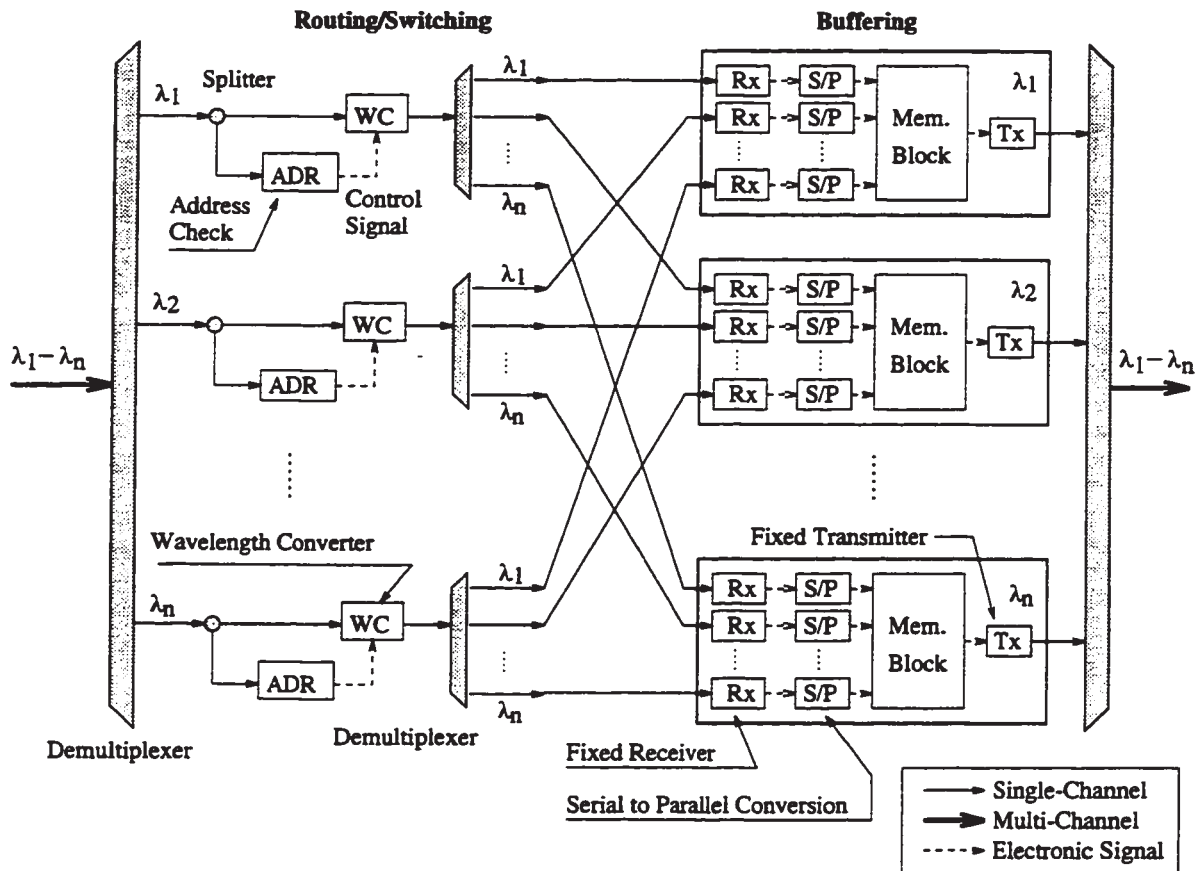 Routing/Switching
Buffering
λ1
Splitter
WC
ADR
Address
Check
Control
Signal
λ1
λn
Rx
S/P
Rx
S/P
Rx
S/P
Mem.
Block
λ1
Tx
λ2
WC
ADR
λ1
λn
Rx
S/P
Rx
S/P
Rx
S/P
Mem.
Block
λ2
Tx
λ1–λn
λ1–λn
Wavelength Converter
Fixed Transmitter
λn
WC
ADR
λ1
λn
Rx
S/P
Rx
S/P
Rx
S/P
Mem.
Block
λn
Tx
Demultiplexer
Demultiplexer
Fixed Receiver
Serial to Parallel Conversion
Single-Channel
Multi-Channel
Electronic Signal